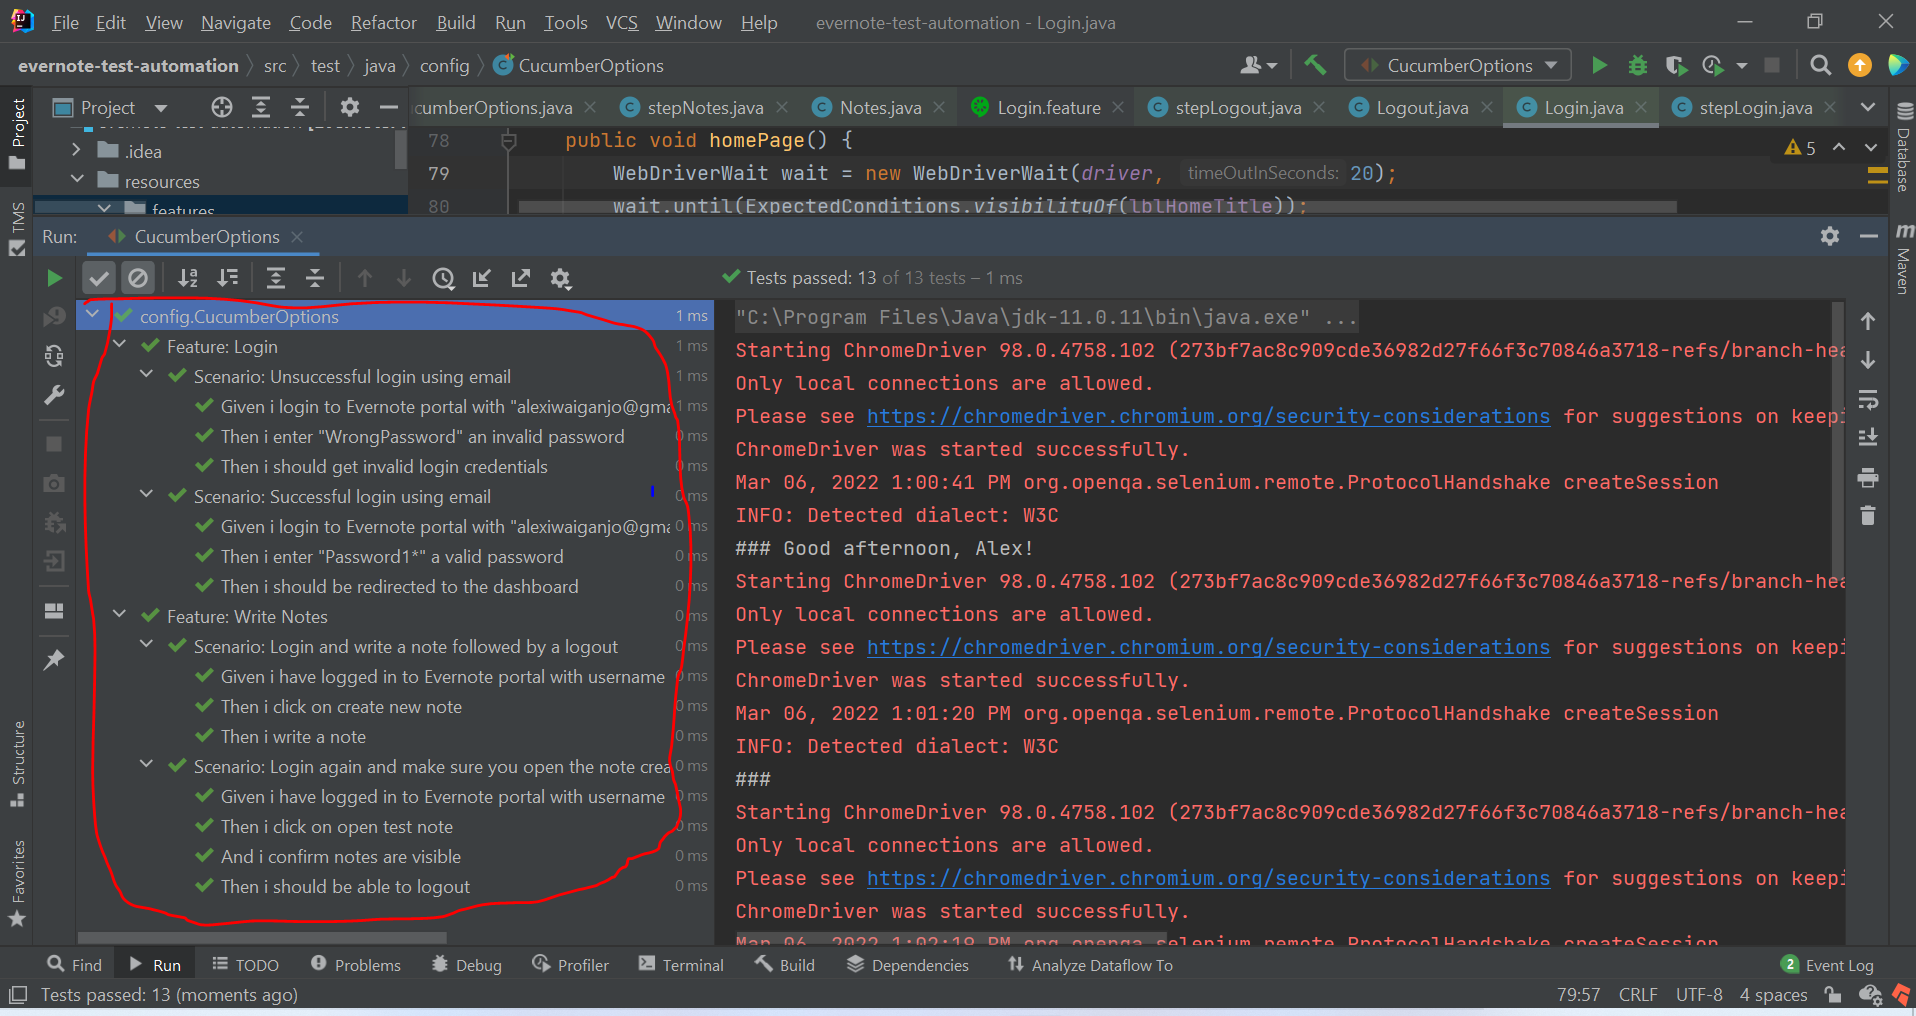 File Edit View Navigate Code Refactor Build Run Tools VCS Window Help evernote-test-automation - Login.java
evernote-test-automation src test java config CucumberOptions CucumberOptions
Project cumberOptions.java stepNotes.java Notes.java Login.feature stepLogout.java Logout.java Login.java stepLogin.java
Project
TMS
Structure
Favorites
Database
Maven
.idea
resources
features
78 public void homePage() {
79 WebDriverWait wait = new WebDriverWait(driver, timeOutInSeconds: 20);
80 wait.until(ExpectedConditions.visibilityOf(lblHomeTitle));
5
Run: CucumberOptions
Tests passed: 13 of 13 tests – 1 ms
config.CucumberOptions 1 ms
Feature: Login 1 ms
Scenario: Unsuccessful login using email 1 ms
Given i login to Evernote portal with "alexiwaiganjo@gma 1 ms
Then i enter "WrongPassword" an invalid password 0 ms
Then i should get invalid login credentials 0 ms
Scenario: Successful login using email 0 ms
Given i login to Evernote portal with "alexiwaiganjo@gma 0 ms
Then i enter "Password1*" a valid password 0 ms
Then i should be redirected to the dashboard 0 ms
Feature: Write Notes 0 ms
Scenario: Login and write a note followed by a logout 0 ms
Given i have logged in to Evernote portal with username 0 ms
Then i click on create new note 0 ms
Then i write a note 0 ms
Scenario: Login again and make sure you open the note crea 0 ms
Given i have logged in to Evernote portal with username 0 ms
Then i click on open test note 0 ms
And i confirm notes are visible 0 ms
Then i should be able to logout 0 ms
"C:\Program Files\Java\jdk-11.0.11\bin\java.exe" ...
Starting ChromeDriver 98.0.4758.102 (273bf7ac8c909cde36982d27f66f3c70846a3718-refs/branch-hea
Only local connections are allowed.
Please see https://chromedriver.chromium.org/security-considerations for suggestions on keepi
ChromeDriver was started successfully.
Mar 06, 2022 1:00:41 PM org.openqa.selenium.remote.ProtocolHandshake createSession
INFO: Detected dialect: W3C
### Good afternoon, Alex!
Starting ChromeDriver 98.0.4758.102 (273bf7ac8c909cde36982d27f66f3c70846a3718-refs/branch-hea
Only local connections are allowed.
Please see https://chromedriver.chromium.org/security-considerations for suggestions on keepi
ChromeDriver was started successfully.
Mar 06, 2022 1:01:20 PM org.openqa.selenium.remote.ProtocolHandshake createSession
INFO: Detected dialect: W3C
###
Starting ChromeDriver 98.0.4758.102 (273bf7ac8c909cde36982d27f66f3c70846a3718-refs/branch-hea
Only local connections are allowed.
Please see https://chromedriver.chromium.org/security-considerations for suggestions on keepi
ChromeDriver was started successfully.
Mar 06, 2022 1:02:19 PM org.openqa.selenium.remote.ProtocolHandshake createSession
Find Run TODO Problems Debug Profiler Terminal Build Dependencies Analyze Dataflow To 2 Event Log
Tests passed: 13 (moments ago) 79:57 CRLF UTF-8 4 spaces